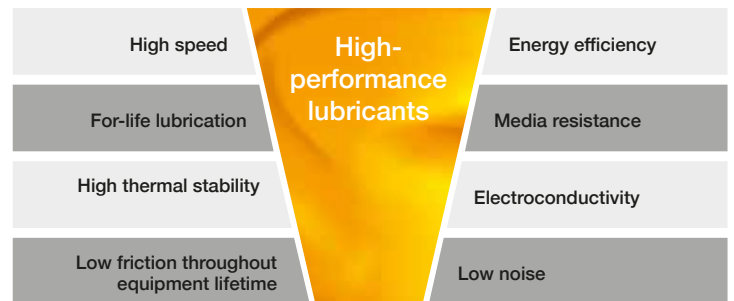 High speed
For-life lubrication
High thermal stability
Low friction throughout
equipment lifetime
High-
performance
lubricants
Energy efficiency
Media resistance
Electroconductivity
Low noise